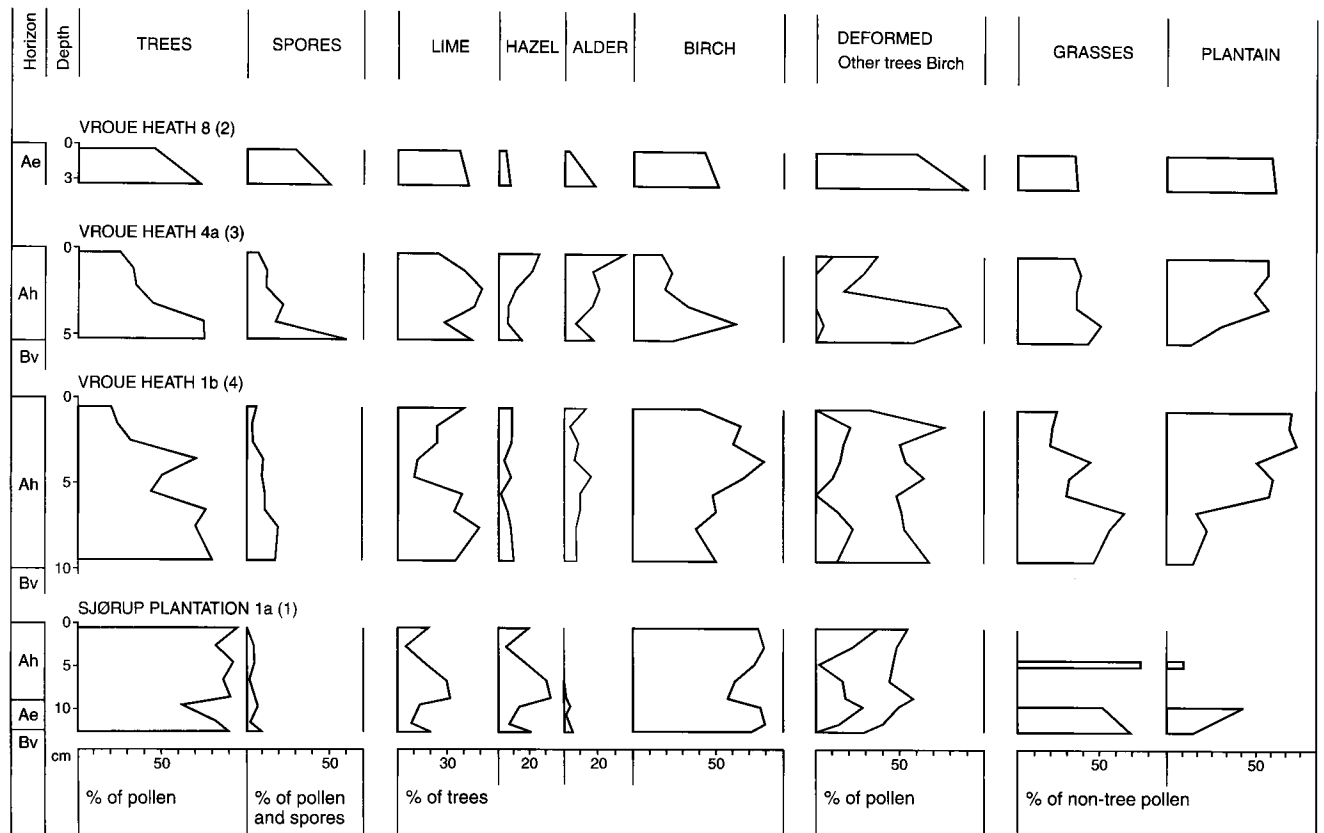 Horizon Depth TREES SPORES LIME HAZEL ALDER BIRCH DEFORMED GRASSES PLANTAIN
Other trees Birch
VROUE HEATH 8 (2)
0
Ae
3
VROUE HEATH 4a (3)
0
Ah
5
Bv
VROUE HEATH 1b (4)
0
Ah
5
10
Bv
SJØRUP PLANTATION 1a (1)
0
Ah
5
Ae
10
Bv
cm 50 50 30 20 20 50 50 50 50
% of pollen % of pollen % of trees % of pollen % of non-tree pollen
and spores